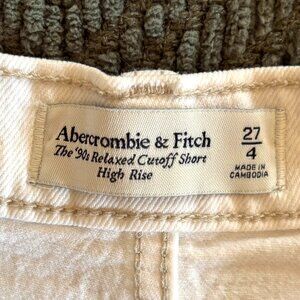 Abercrombie & Fitch
The '90s Relaxed Cutoff Short
High Rise
27
4
MADE IN
CAMBODIA